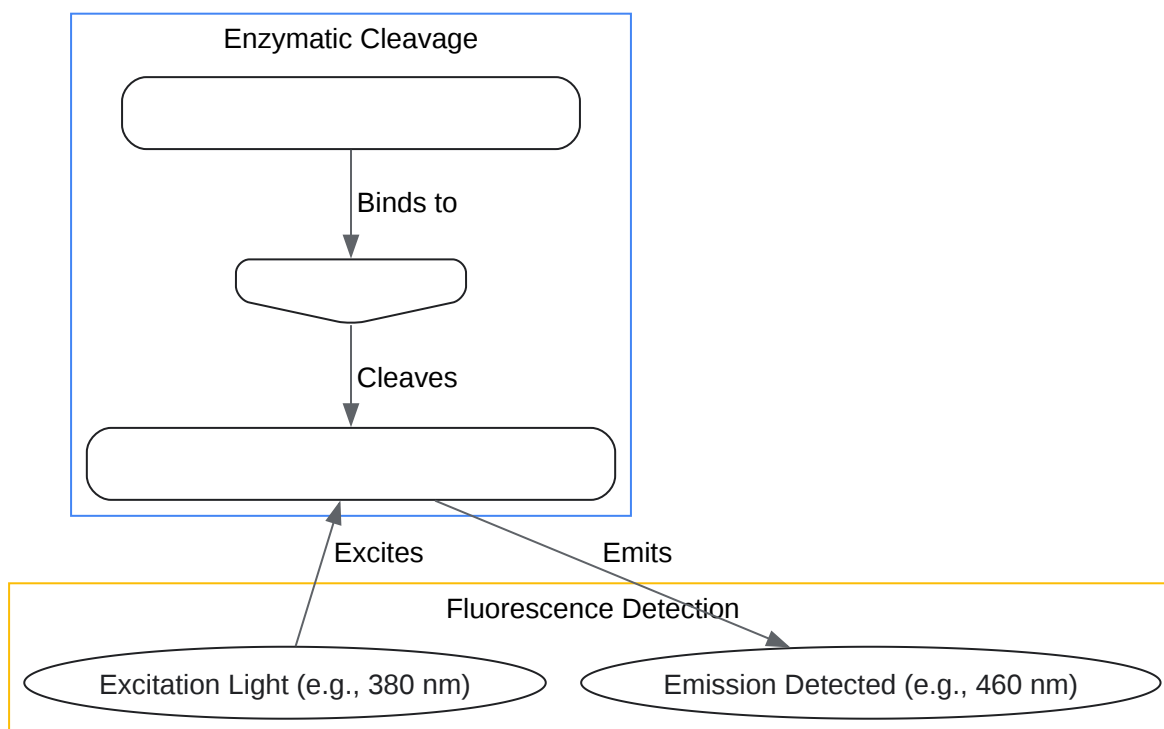 Enzymatic Cleavage
Binds to
Cleaves
Excites
Emits
Fluorescence Detection
Excitation Light (e.g., 380 nm)
Emission Detected (e.g., 460 nm)